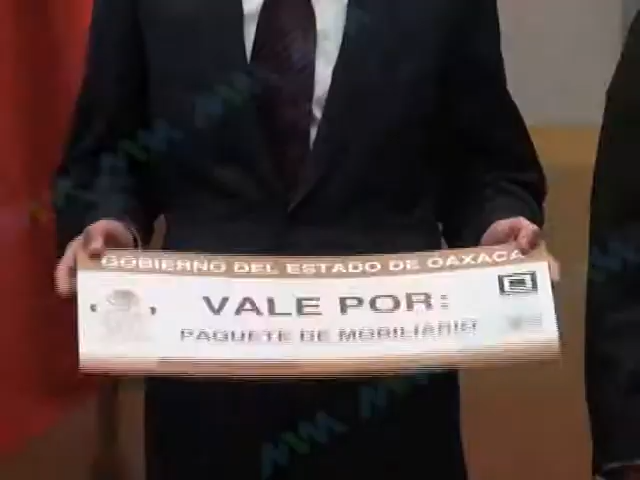 GOBIERNO DEL ESTADO DE OAXACA
VALE POR:
PAQUETE DE MOBILIARIO